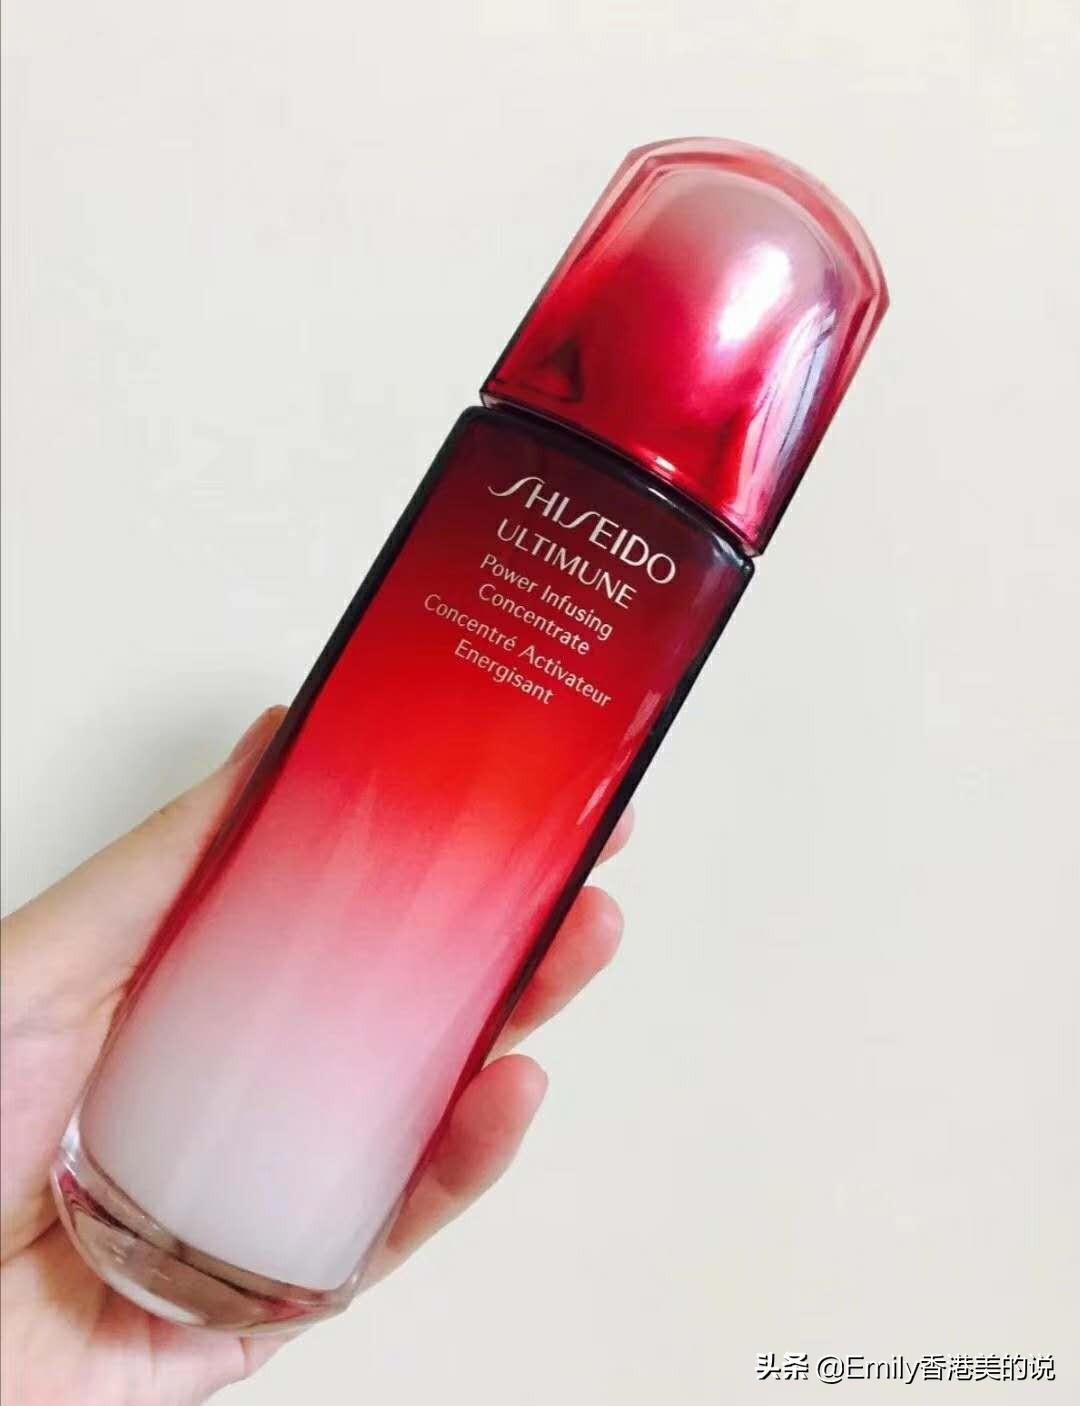 SHISEIDO
ULTIMUNE
Power Infusing
Concentrate
Concentré Activateur
Energisant
头条 @Emily香港美的说